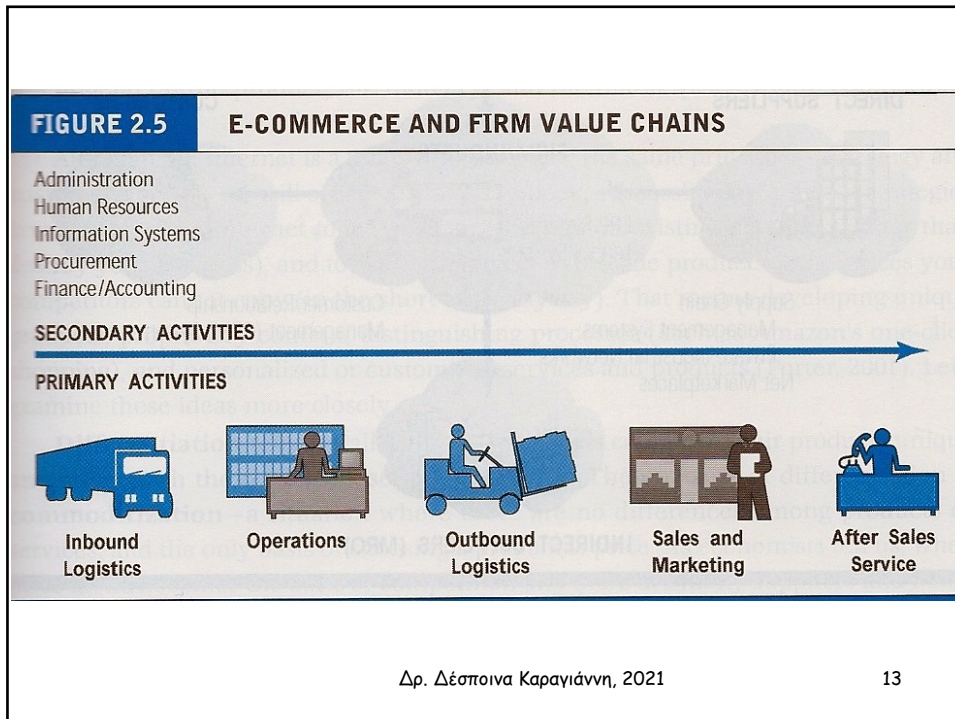 FIGURE 2.5 E-COMMERCE AND FIRM VALUE CHAINS
Administration
Human Resources
Information Systems
Procurement
Finance/Accounting
SECONDARY ACTIVITIES
PRIMARY ACTIVITIES
Inbound
Logistics
Operations
Outbound
Logistics
Sales and
Marketing
After Sales
Service
Δρ. Δέσποινα Καραγιάννη, 2021
13